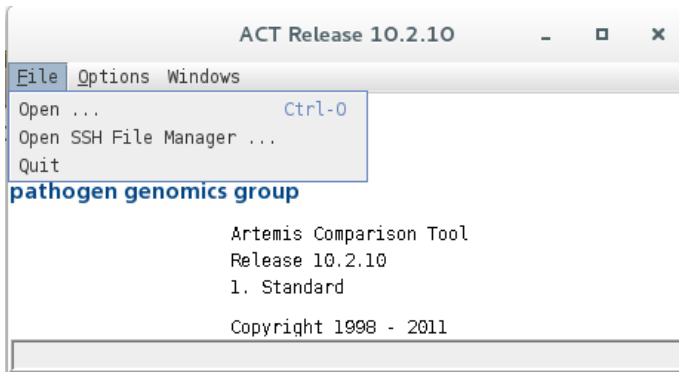 ACT Release 10.2.10
File Options Windows
Open ... Ctrl-O
Open SSH File Manager ...
Quit
pathogen genomics group
Artemis Comparison Tool
Release 10.2.10
1. Standard
Copyright 1998 - 2011